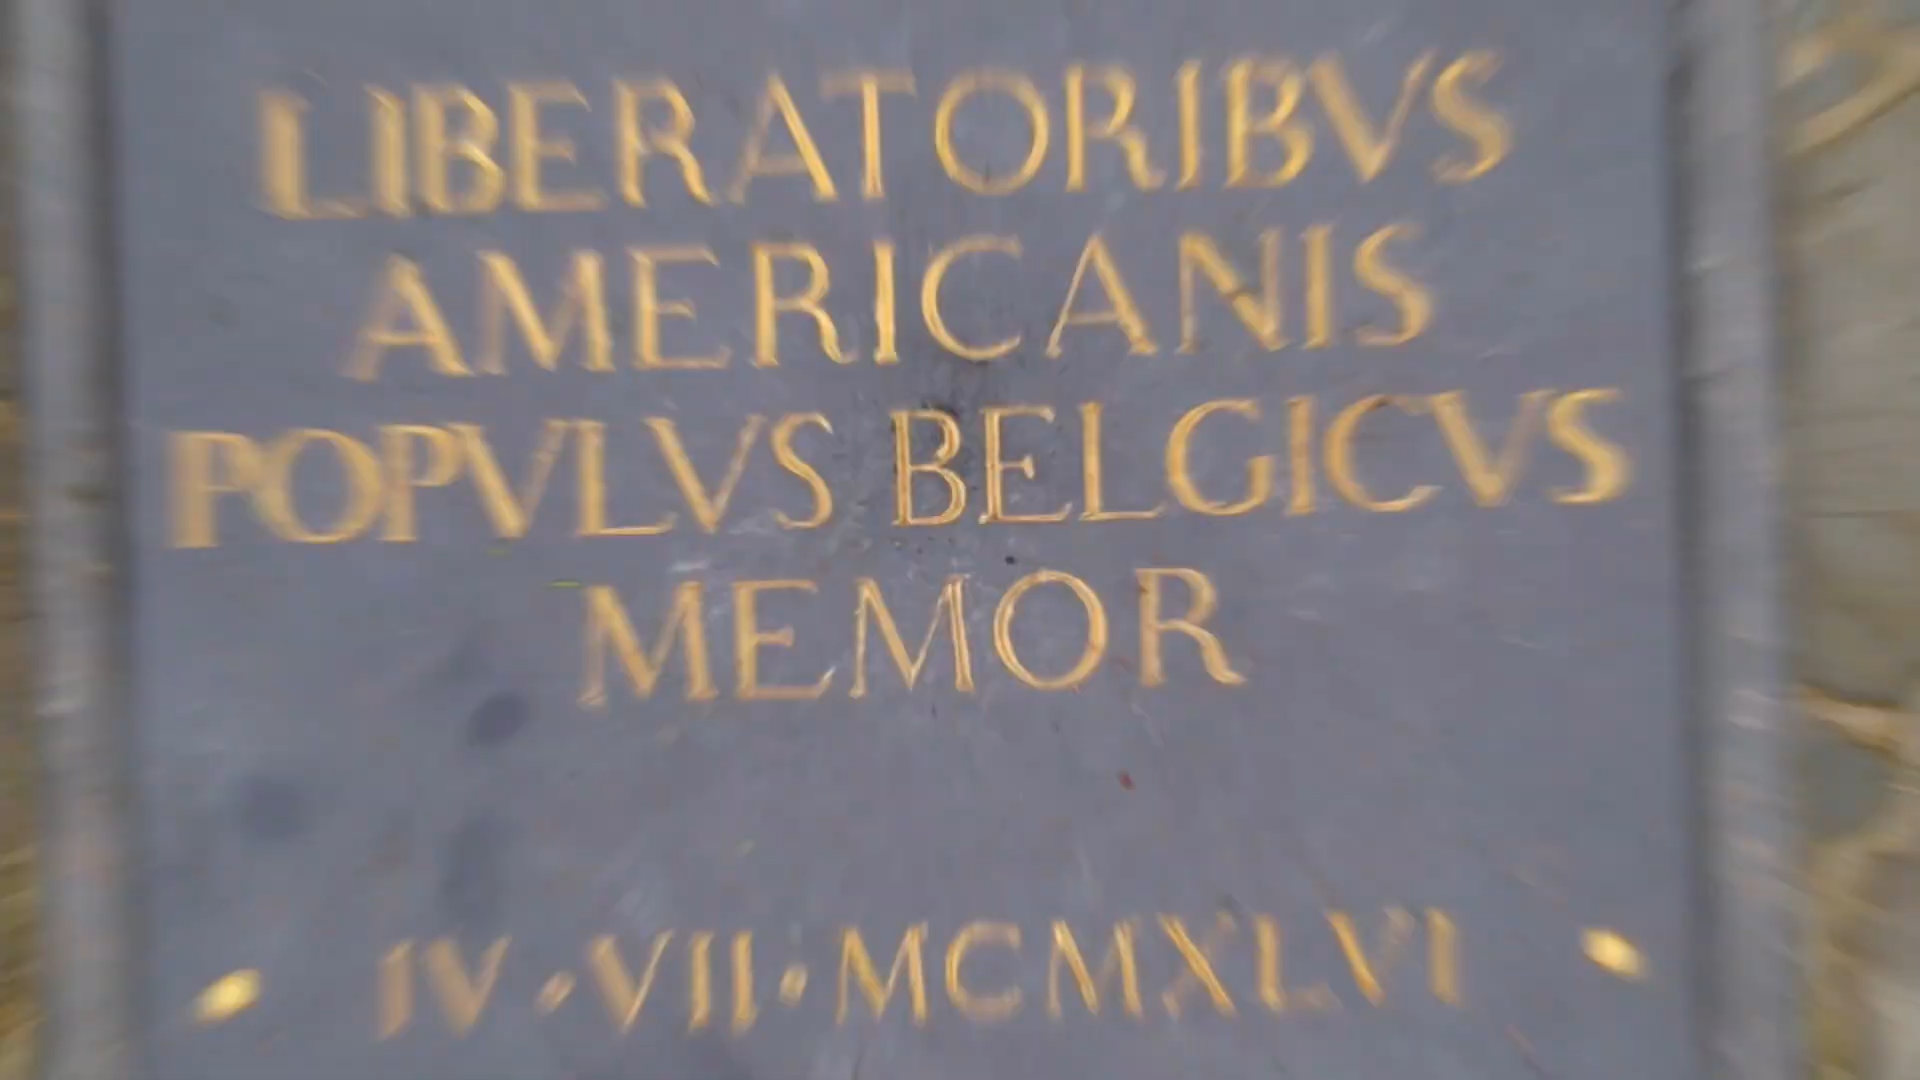 LIBERATORIBVS
AMERICANIS
POPVLVS BELGICVS
MEMOR
IV·VII·MCMXLVI